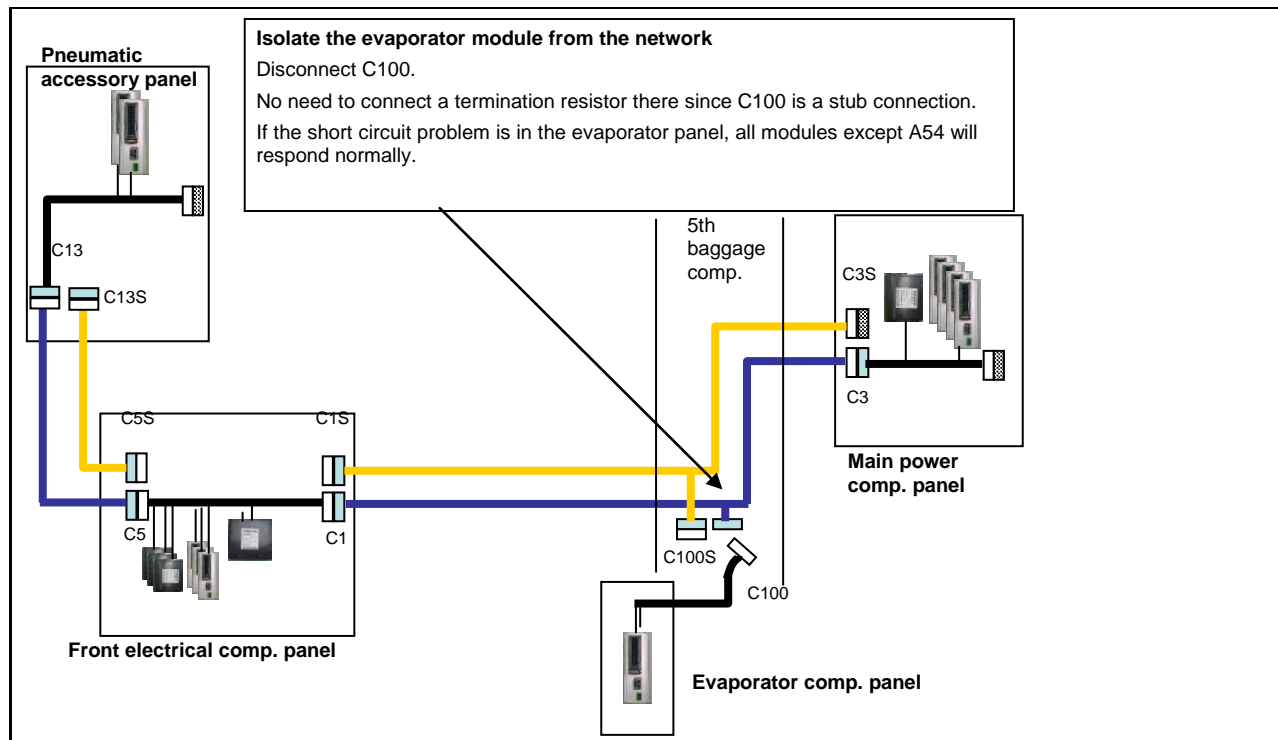 Isolate the evaporator module from the network
Disconnect C100.
No need to connect a termination resistor there since C100 is a stub connection.
If the short circuit problem is in the evaporator panel, all modules except A54 will
respond normally.
Pneumatic
accessory panel
C13
C13S
5th
baggage
comp.
C3S
C3
Main power
comp. panel
C5S
C1S
C5
C1
C100S
C100
Front electrical comp. panel
Evaporator comp. panel